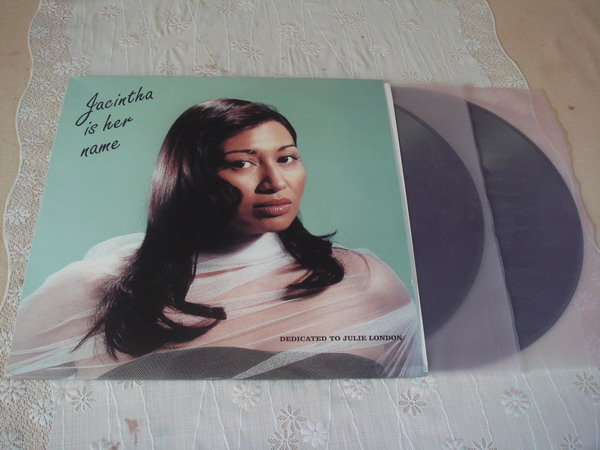 Jacintha
is her
name
DEDICATED TO JULIE LONDON